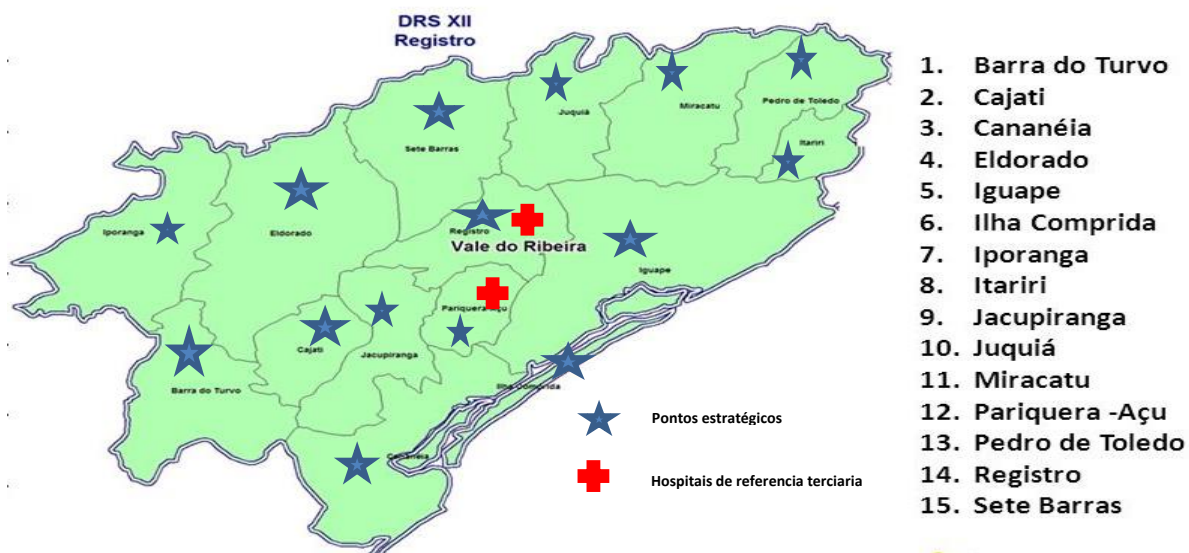 DRS XII
Registro
Pedro de Toledo
Miracatu
Juquiá
Itariri
Sete Barras
Iporanga
Eldorado
Registro
Vale do Ribeira
Iguape
Pariquera Açu
Cajati
Jacupiranga
Barra do Turvo
Ilha Comprida
Cananéia
Pontos estratégicos
Hospitais de referencia terciaria
1. Barra do Turvo
2. Cajati
3. Cananéia
4. Eldorado
5. Iguape
6. Ilha Comprida
7. Iporanga
8. Itariri
9. Jacupiranga
10. Juquiá
11. Miracatu
12. Pariquera -Açu
13. Pedro de Toledo
14. Registro
15. Sete Barras